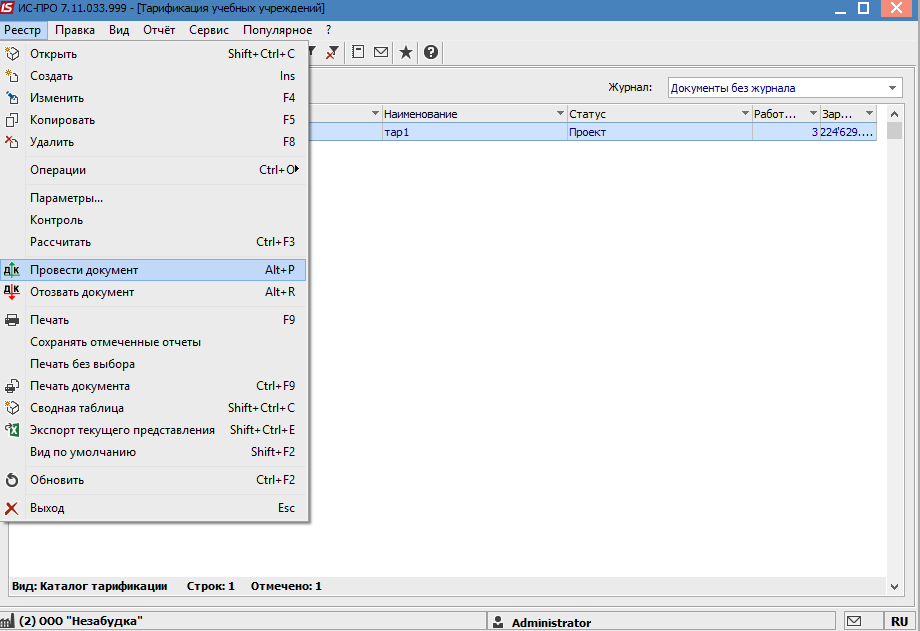 ИС-ПРО 7.11.033.999 - [Тарификация учебных учреждений]
Реестр Правка Вид Отчёт Сервис Популярное ?
Открыть Shift+Ctrl+C
Создать Ins
Изменить F4
Копировать F5
Удалить F8
Операции Ctrl+O
Параметры...
Контроль
Рассчитать Ctrl+F3
Провести документ Alt+P
Отозвать документ Alt+R
Печать F9
Сохранять отмеченные отчеты
Печать без выбора
Печать документа Ctrl+F9
Сводная таблица Shift+Ctrl+C
Экспорт текущего представления Shift+Ctrl+E
Вид по умолчанию Shift+F2
Обновить Ctrl+F2
Выход Esc
Журнал: Документы без журнала
Наименование Статус Работ... Зар...
тар1 Проект 3 224'629....
Вид: Каталог тарификации Строк: 1 Отмечено: 1
(2) ООО "Незабудка" Administrator RU